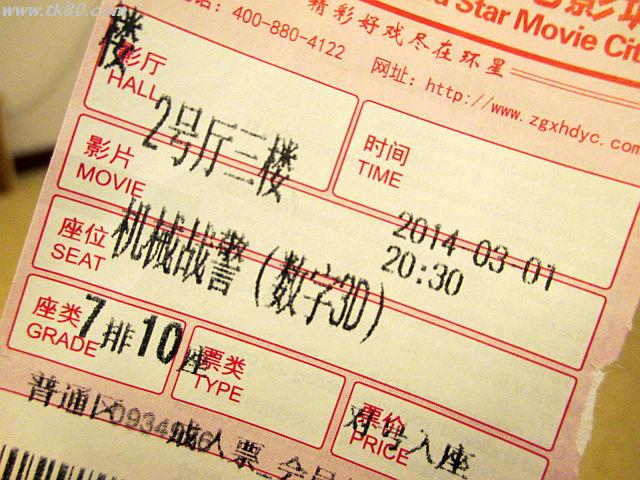 www.tk80.com
电话：400-880-4122
精彩好戏尽在环星
Star Movie Cit
网址：http://www.zgxhdyc.com
楼
影厅
HALL
2号厅三楼
时间
TIME
2014-03-01
20:30
影片
MOVIE
机械战警（数字3D）
座位
SEAT
7排10座
座类
GRADE
票类
TYPE
票价
PRICE
对号入座
普通区
成人票